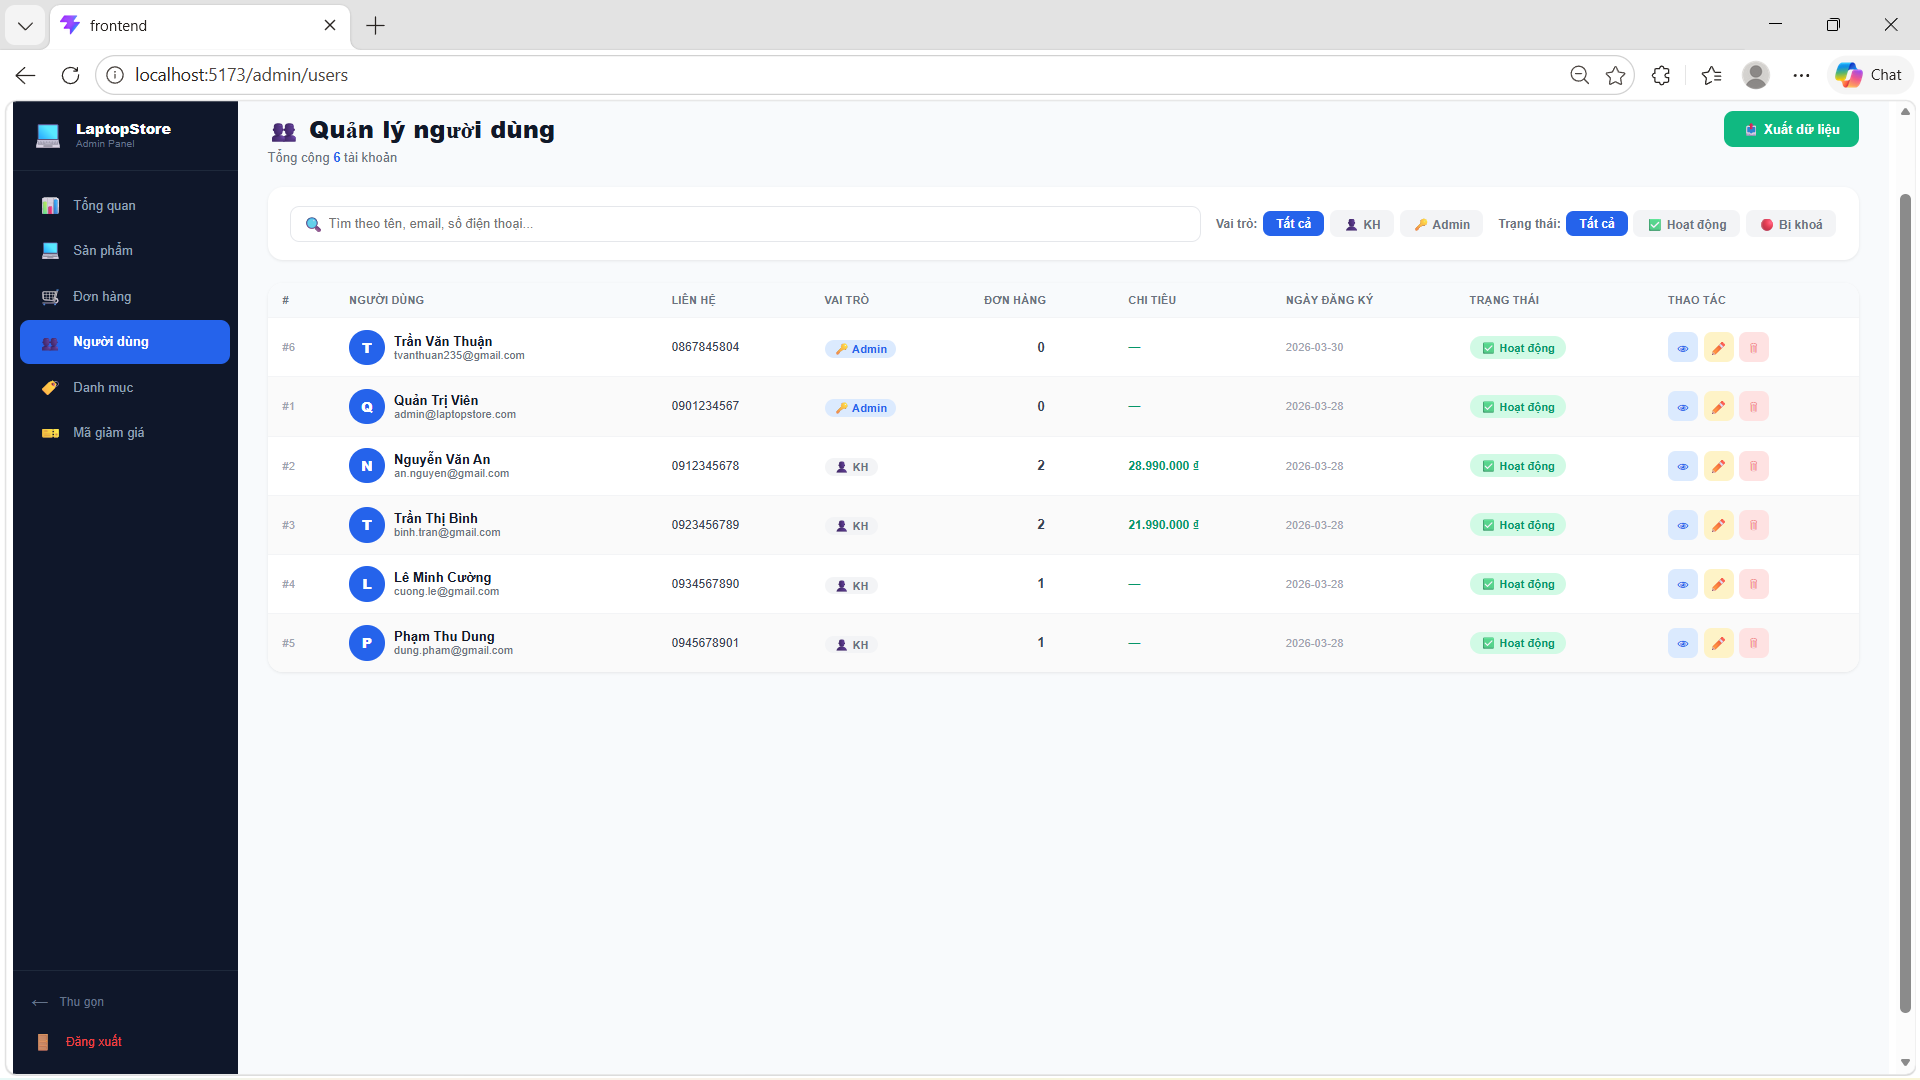 frontend
localhost:5173/admin/users
Chat
LaptopStore
Admin Panel
Tổng quan
Sản phẩm
Đơn hàng
Người dùng
Danh mục
Mã giảm giá
Thu gọn
Đăng xuất
Quản lý người dùng
Tổng cộng 6 tài khoản
Xuất dữ liệu
Tìm theo tên, email, số điện thoại...
Vai trò: Tất cả KH Admin Trạng thái: Tất cả Hoạt động Bị khoá
# NGƯỜI DÙNG LIÊN HỆ VAI TRÒ ĐƠN HÀNG CHI TIÊU NGÀY ĐĂNG KÝ TRẠNG THÁI THAO TÁC
#6 T Trần Văn Thuận 0867845804 Admin 0 — 2026-03-30 Hoạt động
tvanthuan235@gmail.com
#1 Q Quản Trị Viên 0901234567 Admin 0 — 2026-03-28 Hoạt động
admin@laptopstore.com
#2 N Nguyễn Văn An 0912345678 KH 2 28.990.000 ₫ 2026-03-28 Hoạt động
an.nguyen@gmail.com
#3 T Trần Thị Bình 0923456789 KH 2 21.990.000 ₫ 2026-03-28 Hoạt động
binh.tran@gmail.com
#4 L Lê Minh Cường 0934567890 KH 1 — 2026-03-28 Hoạt động
cuong.le@gmail.com
#5 P Phạm Thu Dung 0945678901 KH 1 — 2026-03-28 Hoạt động
dung.pham@gmail.com